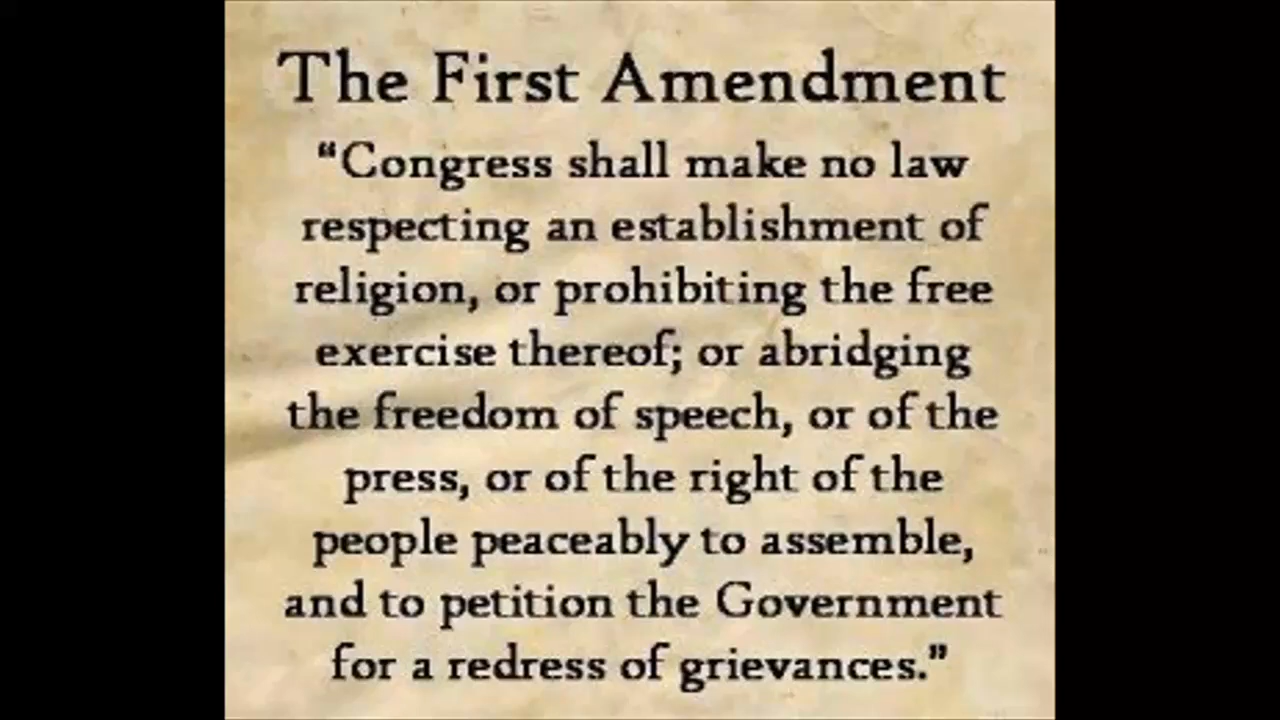 The First Amendment
“Congress shall make no law
respecting an establishment of
religion, or prohibiting the free
exercise thereof; or abridging
the freedom of speech, or of the
press, or of the right of the
people peaceably to assemble,
and to petition the Government
for a redress of grievances.”